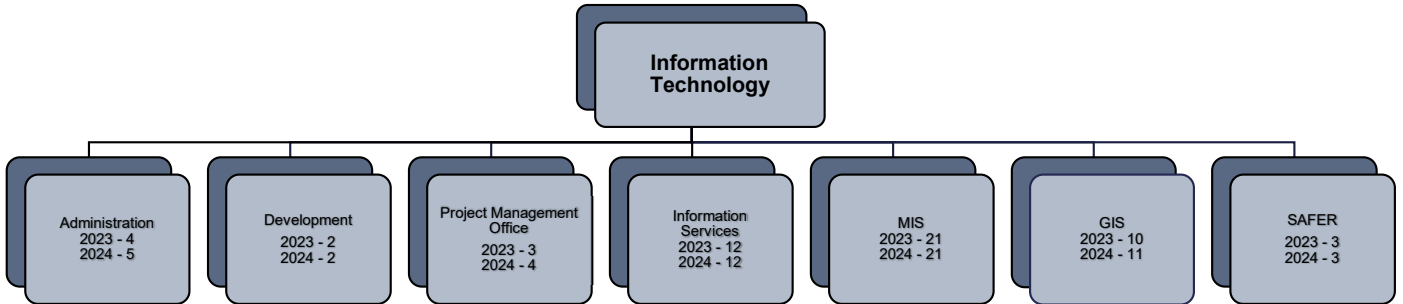 Information
Technology
Administration
2023 - 4
2024 - 5
Development
2023 - 2
2024 - 2
Project Management
Office
2023 - 3
2024 - 4
Information
Services
2023 - 12
2024 - 12
MIS
2023 - 21
2024 - 21
GIS
2023 - 10
2024 - 11
SAFER
2023 - 3
2024 - 3